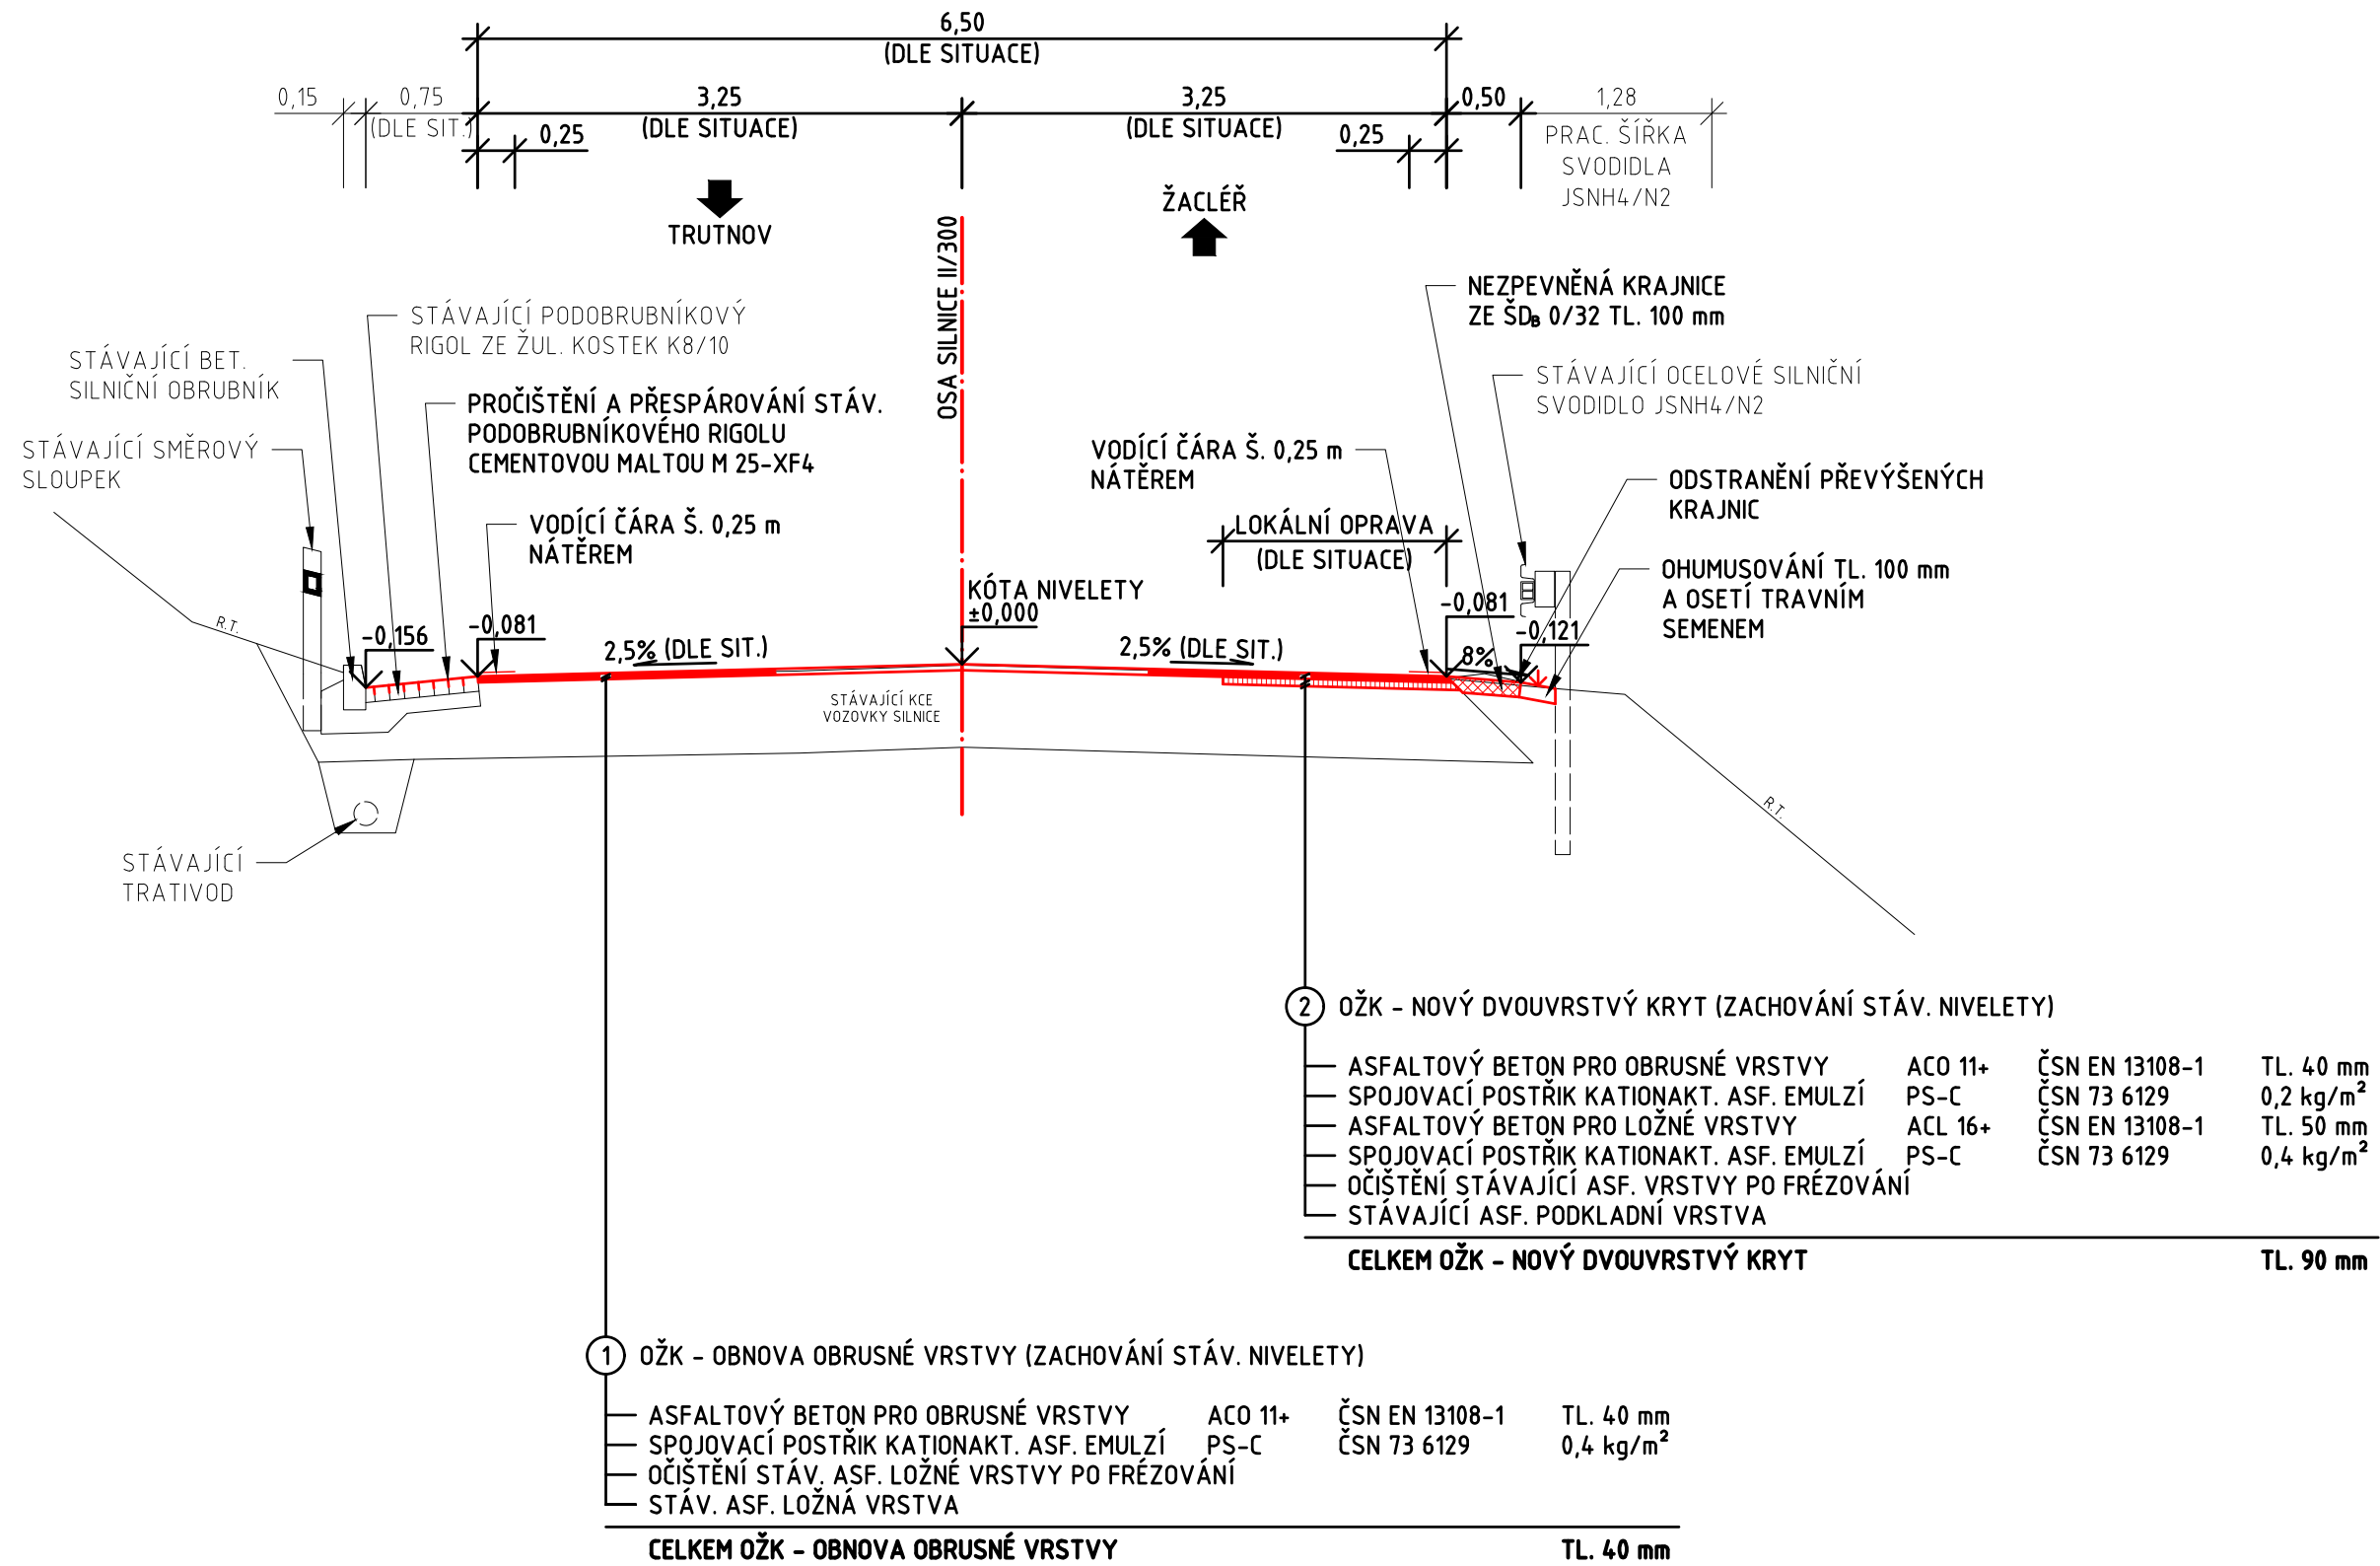 6,50
(DLE SITUACE)
0,15
0,75
(DLE SIT.)
3,25
(DLE SITUACE)
3,25
(DLE SITUACE)
0,50
1,28
0,25
0,25
PRAC. ŠÍŘKA
SVODIDLA
JSNH4/N2
TRUTNOV
ŽACLÉŘ
OSA SILNICE II/300
NEZPEVNĚNÁ KRAJNICE
ZE ŠDB 0/32 TL. 100 mm
STÁVAJÍCÍ PODOBRUBNÍKOVÝ
RIGOL ZE ŽUL. KOSTEK K8/10
STÁVAJÍCÍ BET.
SILNIČNÍ OBRUBNÍK
STÁVAJÍCÍ OCELOVÉ SILNIČNÍ
SVODIDLO JSNH4/N2
PROČIŠTĚNÍ A PŘESPÁROVÁNÍ STÁV.
PODOBRUBNÍKOVÉHO RIGOLU
CEMENTOVOU MALTOU M 25-XF4
STÁVAJÍCÍ SMĚROVÝ
SLOUPEK
VODÍCÍ ČÁRA Š. 0,25 m
NÁTĚREM
ODSTRANĚNÍ PŘEVÝŠENÝCH
KRAJNIC
VODÍCÍ ČÁRA Š. 0,25 m
NÁTĚREM
LOKÁLNÍ OPRAVA
(DLE SITUACE)
OHUMUSOVÁNÍ TL. 100 mm
A OSETÍ TRAVNÍM
SEMENEM
KÓTA NIVELETY
±0,000
R.T.
-0,156
-0,081
-0,081
-0,121
2,5% (DLE SIT.)
2,5% (DLE SIT.)
8%
STÁVAJÍCÍ KCE
VOZOVKY SILNICE
R.T.
STÁVAJÍCÍ
TRATIVOD
2 OŽK - NOVÝ DVOUVRSTVÝ KRYT (ZACHOVÁNÍ STÁV. NIVELETY)
ASFALTOVÝ BETON PRO OBRUSNÉ VRSTVY ACO 11+ ČSN EN 13108-1 TL. 40 mm
SPOJOVACÍ POSTŘIK KATIONAKT. ASF. EMULZÍ PS-C ČSN 73 6129 0,2 kg/m²
ASFALTOVÝ BETON PRO LOŽNÉ VRSTVY ACL 16+ ČSN EN 13108-1 TL. 50 mm
SPOJOVACÍ POSTŘIK KATIONAKT. ASF. EMULZÍ PS-C ČSN 73 6129 0,4 kg/m²
OČIŠTĚNÍ STÁVAJÍCÍ ASF. VRSTVY PO FRÉZOVÁNÍ
STÁVAJÍCÍ ASF. PODKLADNÍ VRSTVA
CELKEM OŽK - NOVÝ DVOUVRSTVÝ KRYT TL. 90 mm
1 OŽK - OBNOVA OBRUSNÉ VRSTVY (ZACHOVÁNÍ STÁV. NIVELETY)
ASFALTOVÝ BETON PRO OBRUSNÉ VRSTVY ACO 11+ ČSN EN 13108-1 TL. 40 mm
SPOJOVACÍ POSTŘIK KATIONAKT. ASF. EMULZÍ PS-C ČSN 73 6129 0,4 kg/m²
OČIŠTĚNÍ STÁV. ASF. LOŽNÉ VRSTVY PO FRÉZOVÁNÍ
STÁV. ASF. LOŽNÁ VRSTVA
CELKEM OŽK - OBNOVA OBRUSNÉ VRSTVY TL. 40 mm